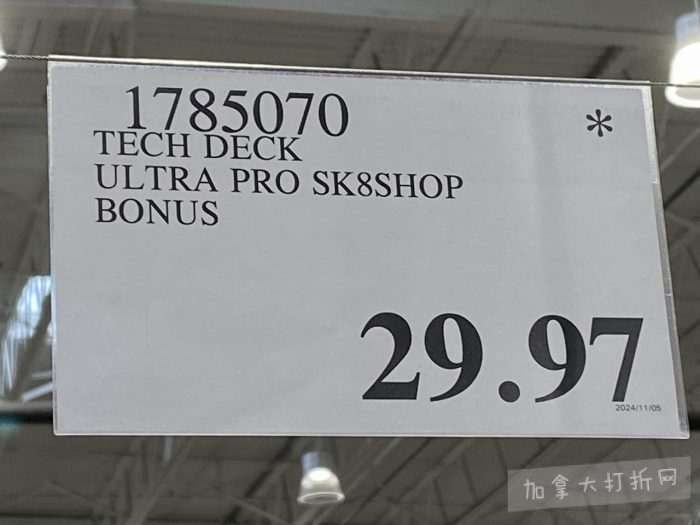 1785070
*
TECH DECK
ULTRA PRO SK8SHOP
BONUS
29.97
2024/11/05
加拿大打折网